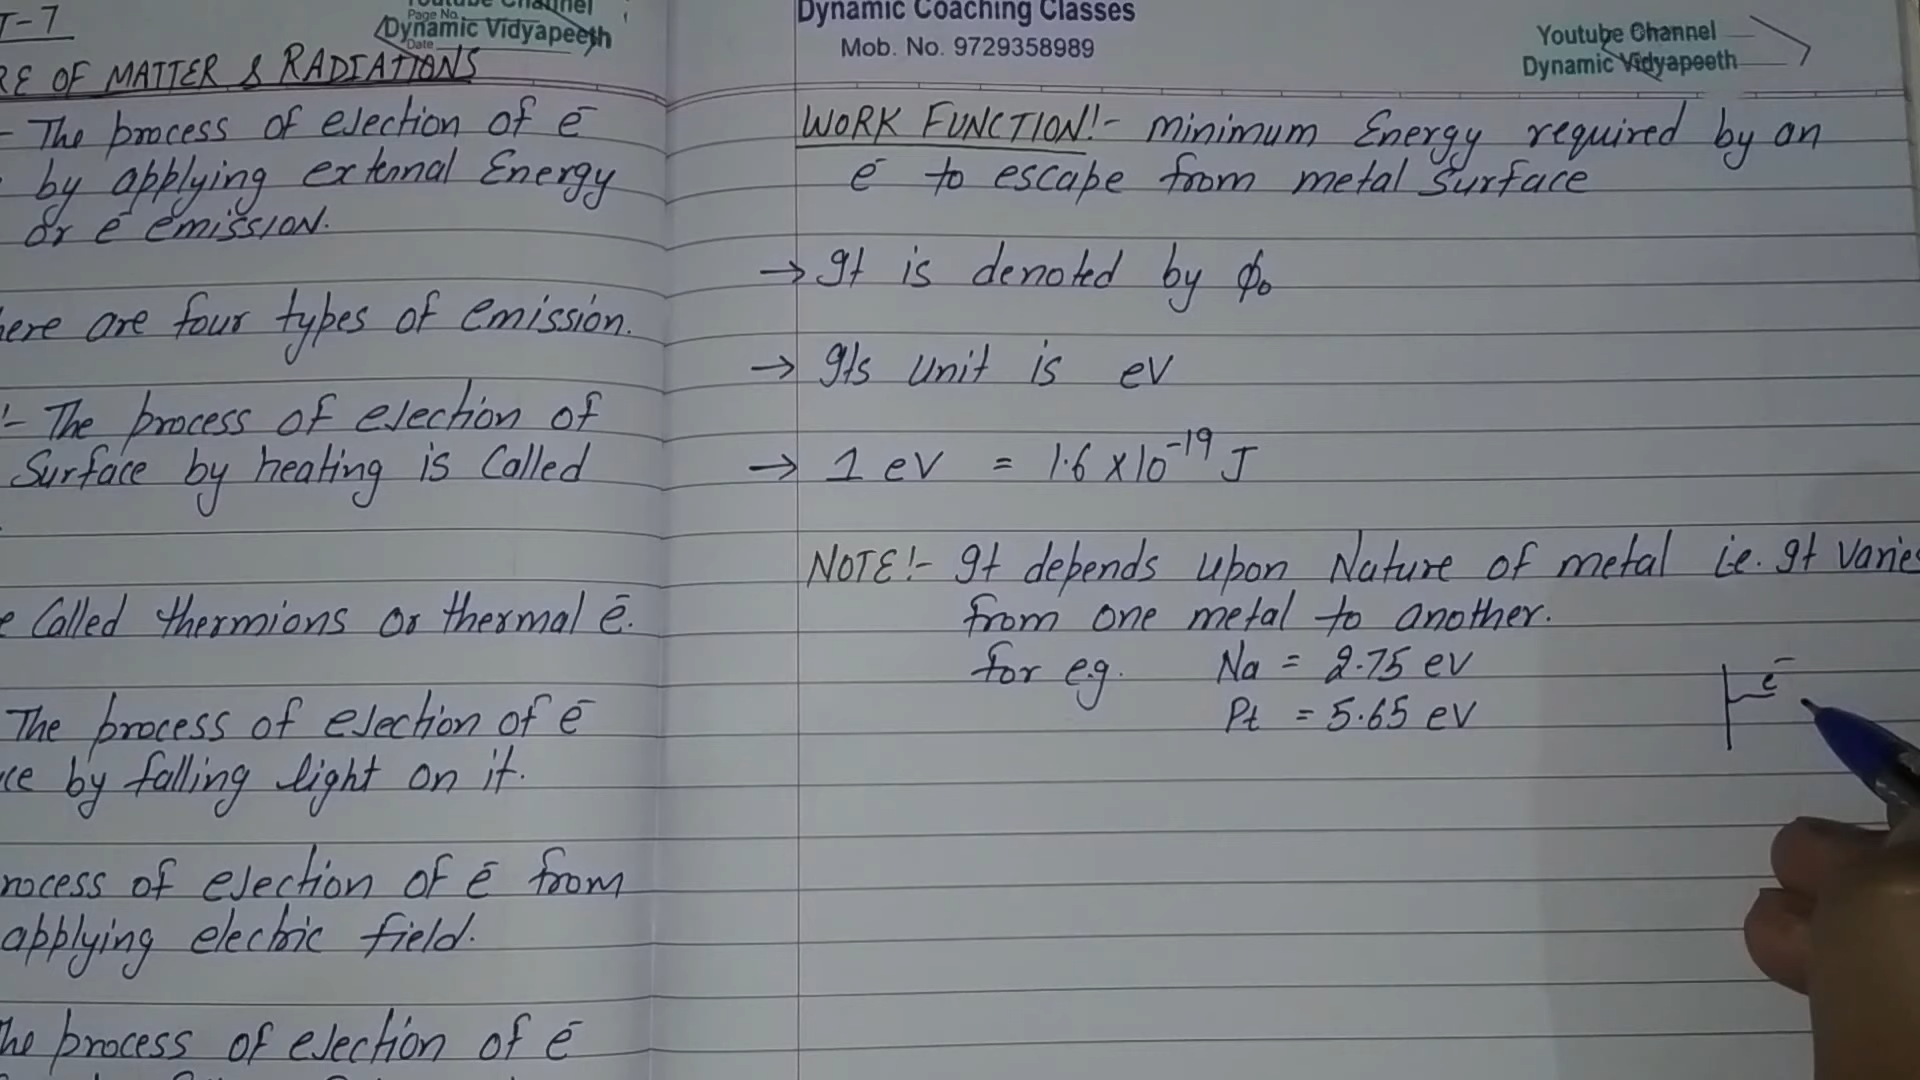 T-7
Youtube Channel
Page No.
Dynamic Vidyapeeth
Date
RE OF MATTER & RADIATIONS
- The process of ejection of e̅
by applying external Energy
or e̅ emission.
here are four types of emission.
!- The process of ejection of
Surface by heating is Called
e Called thermions or thermal e̅.
The process of ejection of e̅
ce by falling light on it.
rocess of ejection of e̅ from
applying electric field.
he process of ejection of e̅
Dynamic Coaching Classes
Mob. No. 9729358989
Youtube Channel
Dynamic Vidyapeeth
WORK FUNCTION!- minimum Energy required by an
e̅ to escape from metal surface
→ It is denoted by ϕ₀
→ Its unit is eV
→ 1 eV = 1.6 x 10⁻¹⁹ J
NOTE!- It depends upon Nature of metal i.e. It Varies
from one metal to another.
for e.g. Na = 2.75 eV
Pt = 5.65 eV
e̅